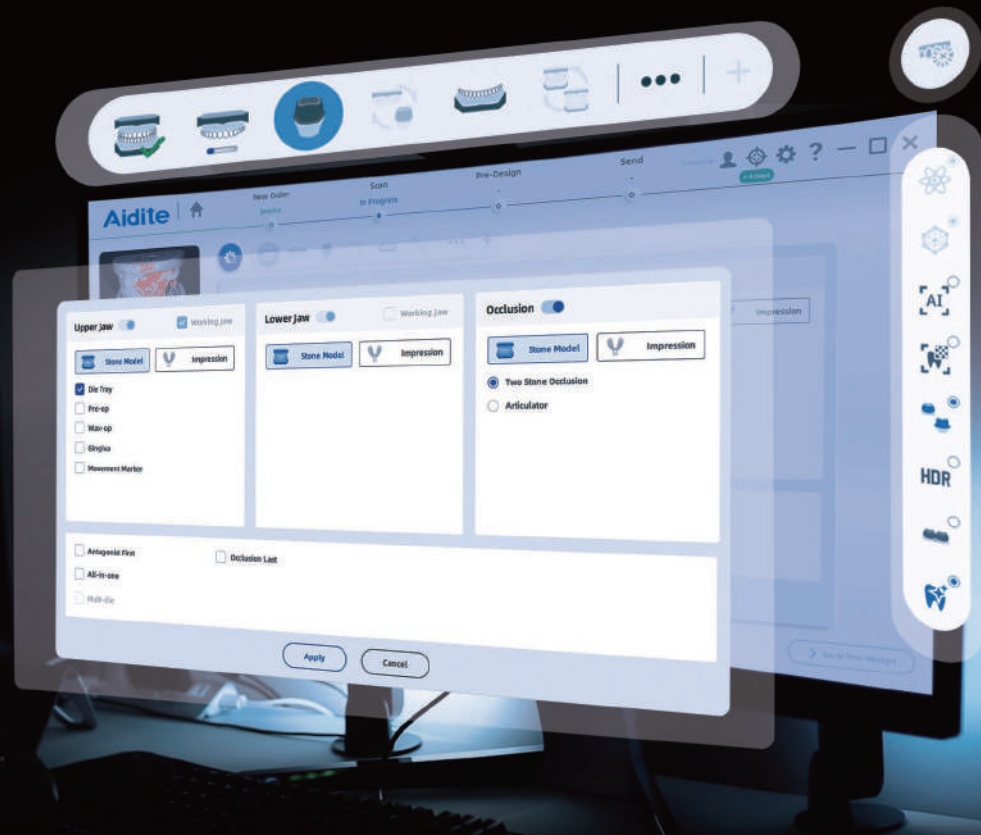 New Order
Scan
In Progress
Pre-Design
Send
?
Aidite
Upper Jaw
Working Jaw
Stone Model
Impression
Die Tray
Pre-op
Wax-up
Gingiva
Movement Marker
Lower Jaw
Working Jaw
Stone Model
Impression
Occlusion
Stone Model
Impression
Two Stone Occlusion
Articulator
Impression
Antagonist First
Occlusion Last
All-in-one
Multi-die
Apply
Cancel
AI
HDR